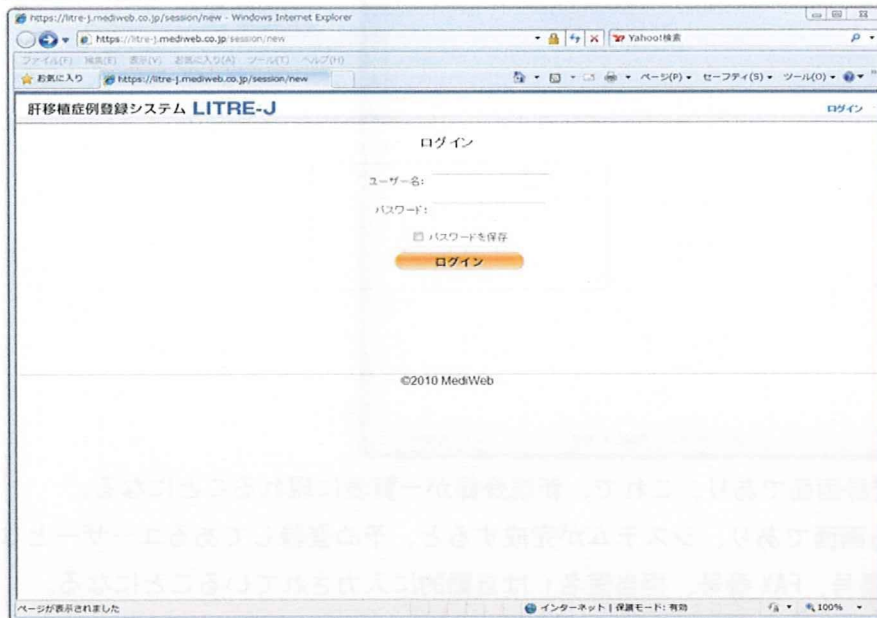 https://litre-j.mediweb.co.jp/session/new - Windows Internet Explorer
https://litre-j.mediweb.co.jp/session/new
Yahoo!検索
ファイル(F) 編集(E) 表示(V) お気に入り(A) ツール(T) ヘルプ(H)
お気に入り https://litre-j.mediweb.co.jp/session/new ページ(P) セーフティ(S) ツール(O)
肝移植症例登録システム LITRE-J ログイン
ログイン
ユーザー名:
パスワード:
パスワードを保存
ログイン
©2010 MediWeb
ページが表示されました インターネット | 保護モード: 有効 100%